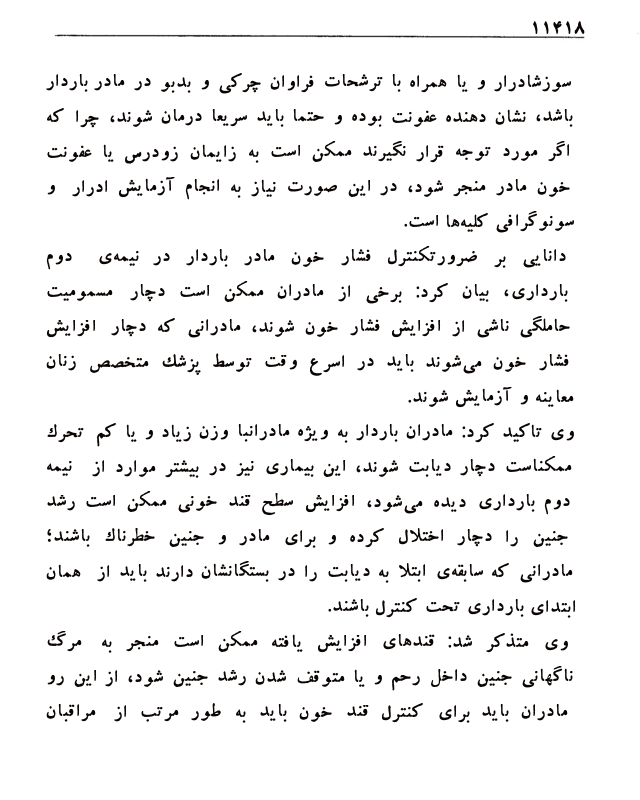 ۱۱۴۱۸
سوزشادرار و یا همراه با ترشحات فراوان چرکی و بدبو در مادر باردار
باشد، نشان دهنده عفونت بوده و حتما باید سریعا درمان شوند، چرا که
اگر مورد توجه قرار نگیرند ممکن است به زایمان زودرس یا عفونت
خون مادر منجر شود، در این صورت نیاز به انجام آزمایش ادرار و
سونوگرافی کلیه‌ها است.
دانایی بر ضرورتکنترل فشار خون مادر باردار در نیمه‌ی دوم
بارداری، بیان کرد: برخی از مادران ممکن است دچار مسمومیت
حاملگی ناشی از افزایش فشار خون شوند، مادرانی که دچار افزایش
فشار خون می‌شوند باید در اسرع وقت توسط پزشك متخصص زنان
معاینه و آزمایش شوند.
وی تاکید کرد: مادران باردار به ویژه مادرانبا وزن زیاد و یا کم تحرك
ممکناست دچار دیابت شوند، این بیماری نیز در بیشتر موارد از نیمه
دوم بارداری دیده می‌شود، افزایش سطح قند خونی ممکن است رشد
جنین را دچار اختلال کرده و برای مادر و جنین خطرناك باشند؛
مادرانی که سابقه‌ی ابتلا به دیابت را در بستگانشان دارند باید از همان
ابتدای بارداری تحت کنترل باشند.
وی متذکر شد: قندهای افزایش یافته ممکن است منجر به مرگ
ناگهانی جنین داخل رحم و یا متوقف شدن رشد جنین شود، از این رو
مادران باید برای کنترل قند خون باید به طور مرتب از مراقبان